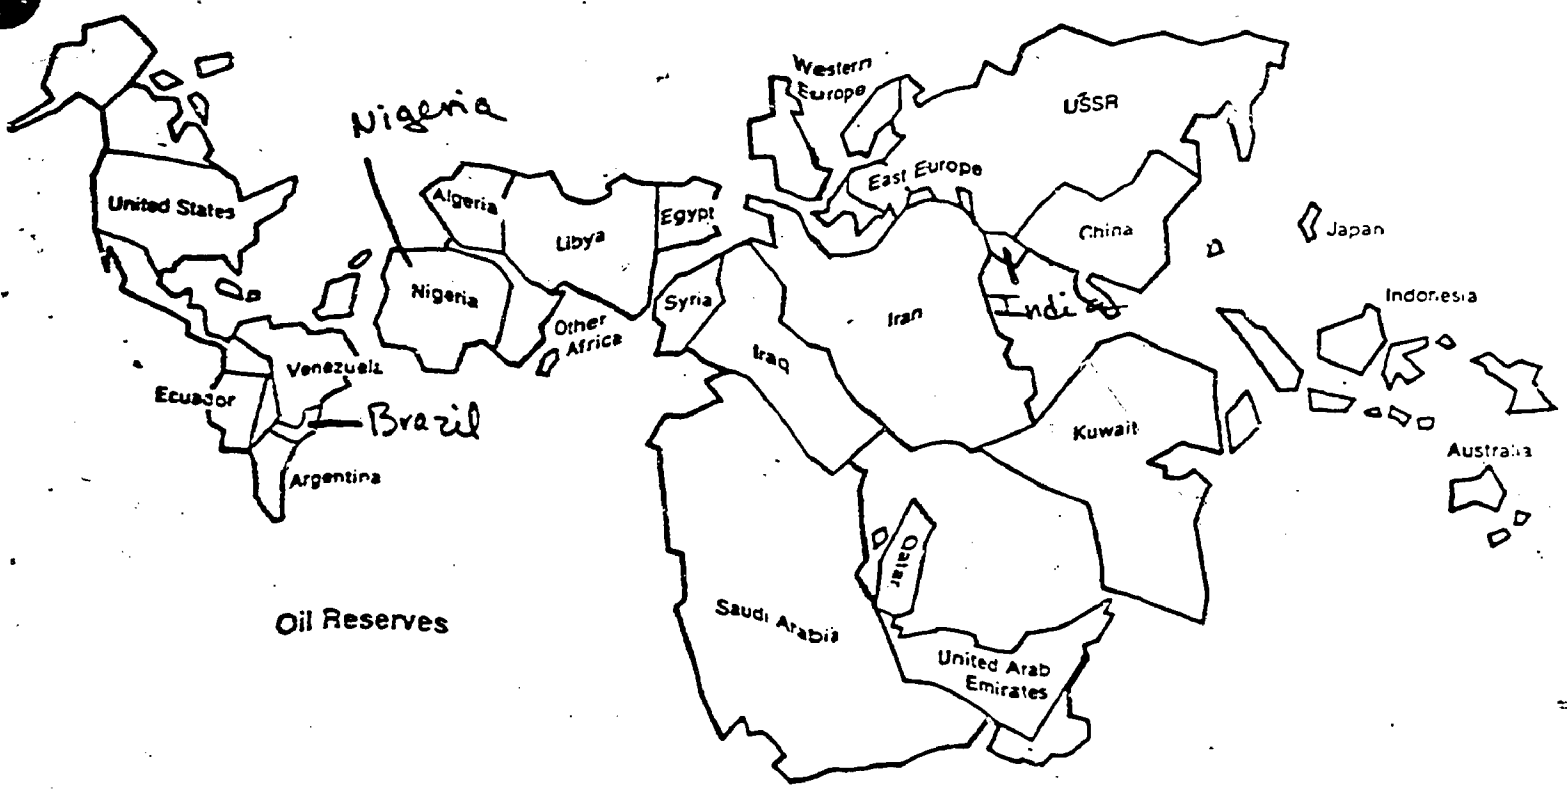 Western
Europe
USSR
Nigeria
East Europe
United States
Algeria
Libya
Egypt
China
Japan
Nigeria
Syria
India
Indonesia
Other
Africa
Iran
Iraq
Venezuela
Ecuador
Brazil
Kuwait
Australia
Argentina
Qatar
Oil Reserves
Saudi Arabia
United Arab
Emirates